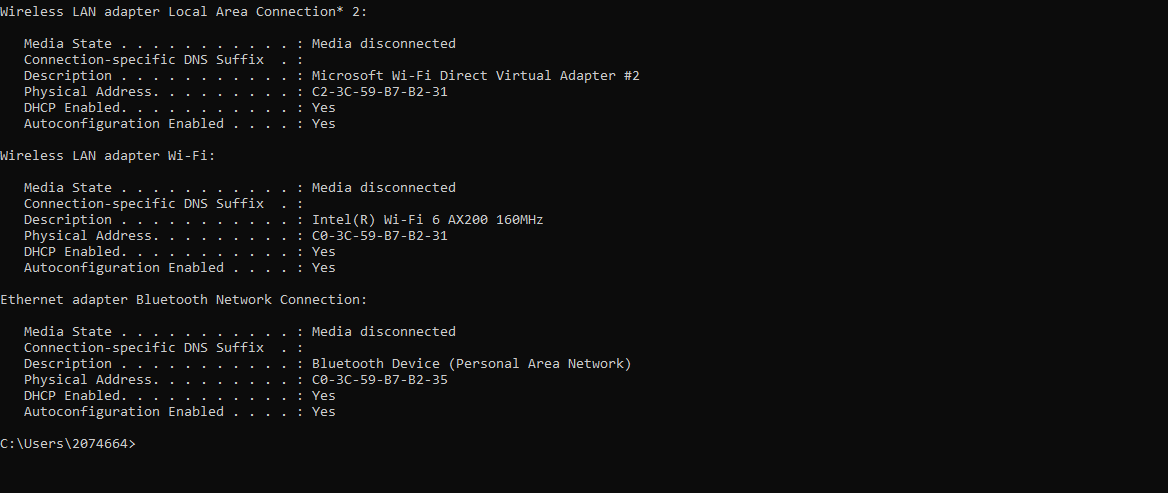 Wireless LAN adapter Local Area Connection* 2:
Media State . . . . . . . . . . . : Media disconnected
Connection-specific DNS Suffix  . :
Description . . . . . . . . . . . : Microsoft Wi-Fi Direct Virtual Adapter #2
Physical Address. . . . . . . . . : C2-3C-59-B7-B2-31
DHCP Enabled. . . . . . . . . . . : Yes
Autoconfiguration Enabled . . . . : Yes
Wireless LAN adapter Wi-Fi:
Media State . . . . . . . . . . . : Media disconnected
Connection-specific DNS Suffix  . :
Description . . . . . . . . . . . : Intel(R) Wi-Fi 6 AX200 160MHz
Physical Address. . . . . . . . . : C0-3C-59-B7-B2-31
DHCP Enabled. . . . . . . . . . . : Yes
Autoconfiguration Enabled . . . . : Yes
Ethernet adapter Bluetooth Network Connection:
Media State . . . . . . . . . . . : Media disconnected
Connection-specific DNS Suffix  . :
Description . . . . . . . . . . . : Bluetooth Device (Personal Area Network)
Physical Address. . . . . . . . . : C0-3C-59-B7-B2-35
DHCP Enabled. . . . . . . . . . . : Yes
Autoconfiguration Enabled . . . . : Yes
C:\Users\2074664>